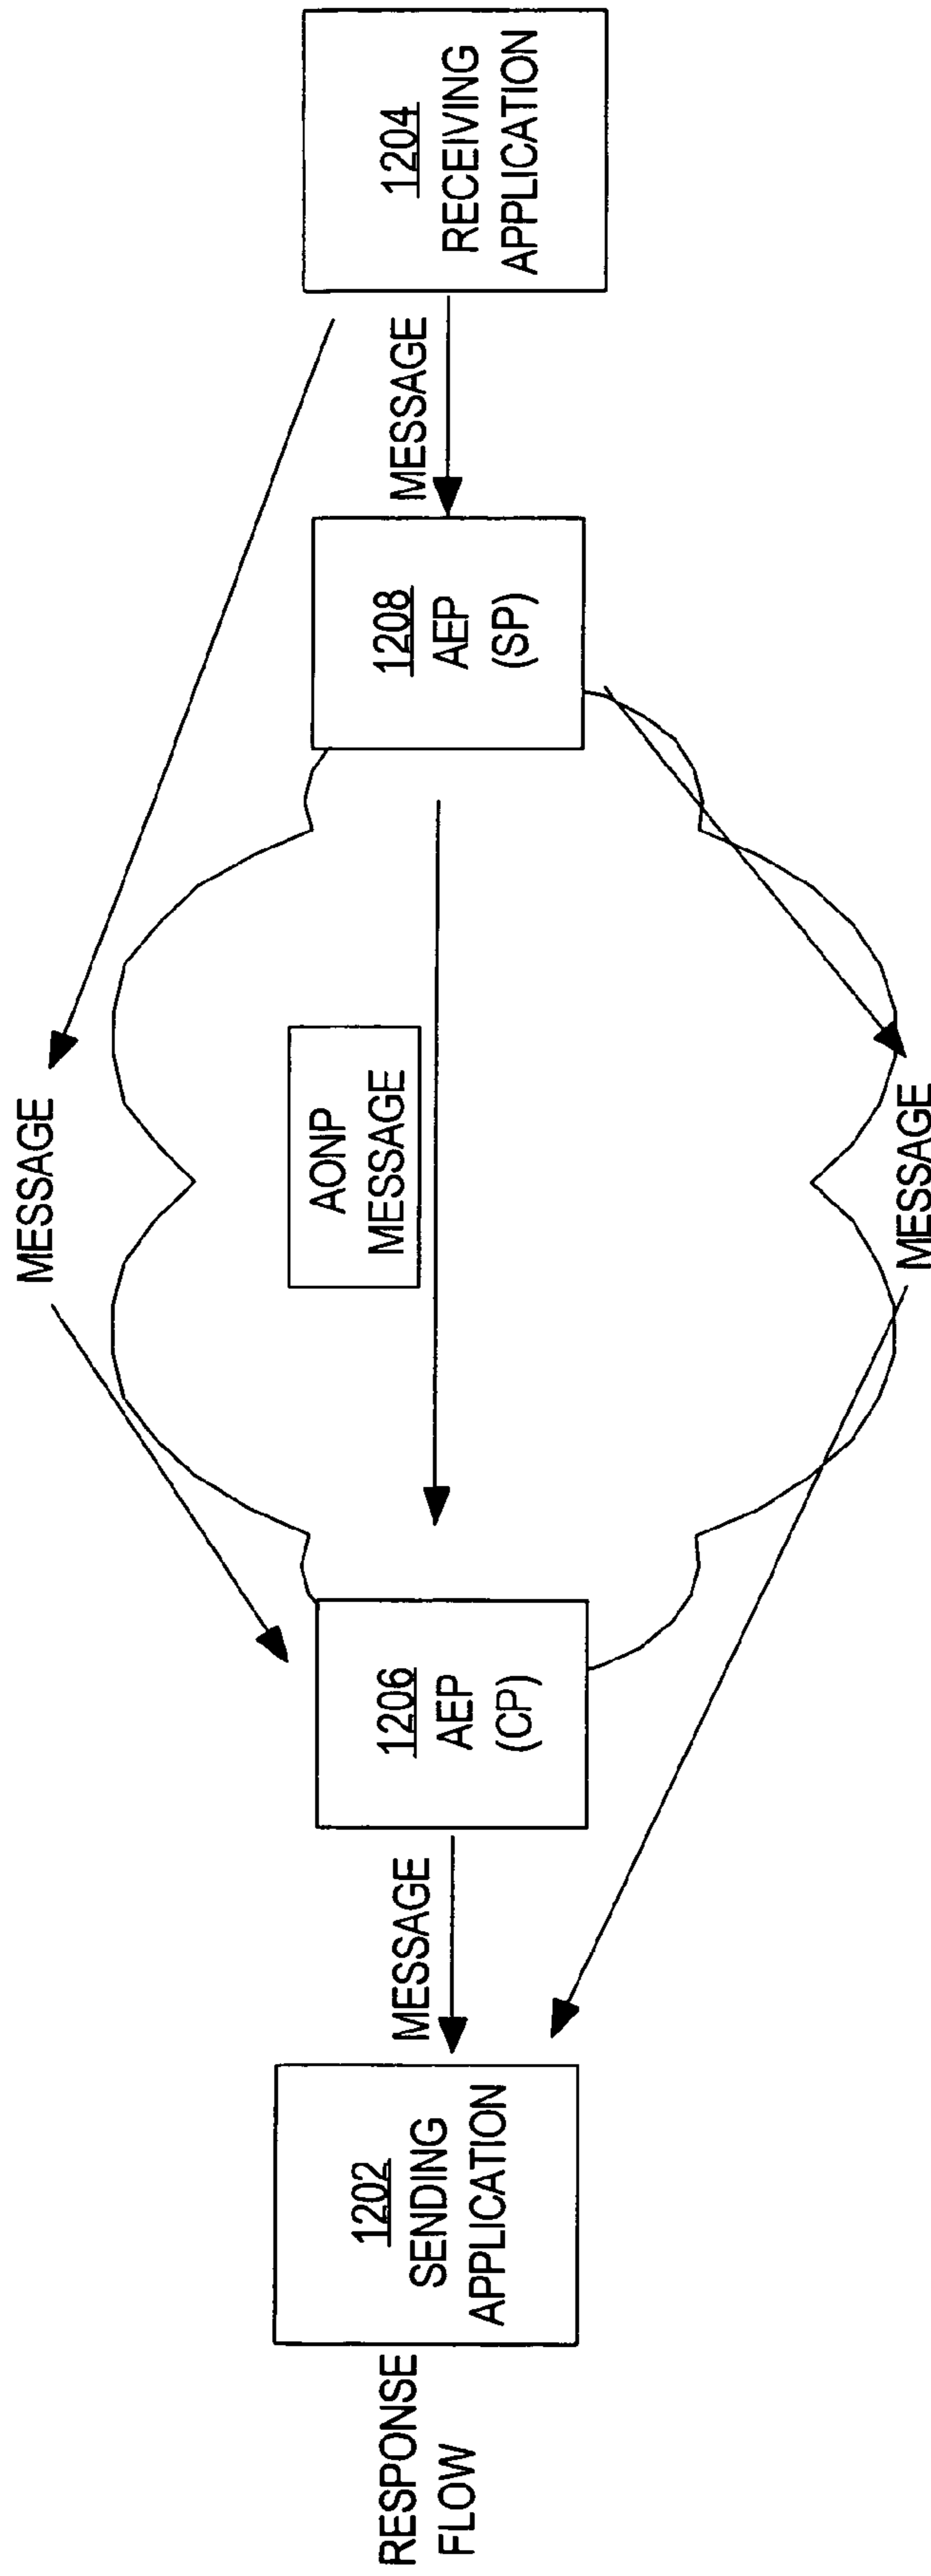 RESPONSE
FLOW
1202
SENDING
APPLICATION
MESSAGE
1206
AEP
(CP)
MESSAGE
AONP
MESSAGE
MESSAGE
1208
AEP
(SP)
MESSAGE
1204
RECEIVING
APPLICATION